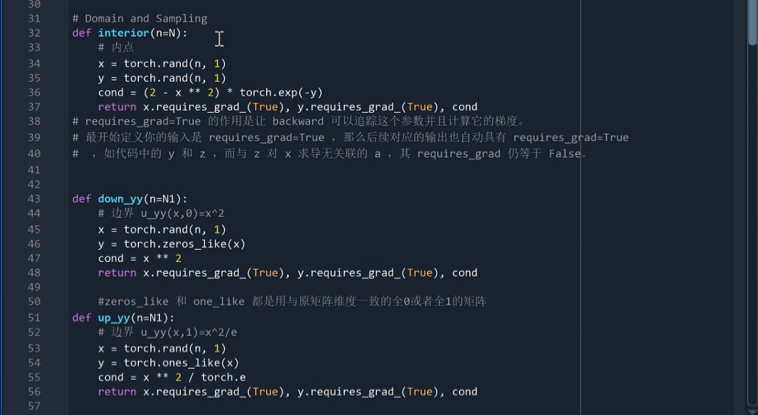 30
31 # Domain and Sampling
32 def interior(n=N):
33     # 内点
34     x = torch.rand(n, 1)
35     y = torch.rand(n, 1)
36     cond = (2 - x ** 2) * torch.exp(-y)
37     return x.requires_grad_(True), y.requires_grad_(True), cond
38 # requires_grad=True 的作用是让 backward 可以追踪这个参数并且计算它的梯度。
39 # 最开始定义你的输入是 requires_grad=True ，那么后续对应的输出也自动具有 requires_grad=True
40 #  ，如代码中的 y 和 z ，而与 z 对 x 求导无关联的 a ，其 requires_grad 仍等于 False。
41
42
43 def down_yy(n=N1):
44     # 边界 u_yy(x,0)=x^2
45     x = torch.rand(n, 1)
46     y = torch.zeros_like(x)
47     cond = x ** 2
48     return x.requires_grad_(True), y.requires_grad_(True), cond
49
50     #zeros_like 和 one_like 都是用与原矩阵维度一致的全0或者全1的矩阵
51 def up_yy(n=N1):
52     # 边界 u_yy(x,1)=x^2/e
53     x = torch.rand(n, 1)
54     y = torch.ones_like(x)
55     cond = x ** 2 / torch.e
56     return x.requires_grad_(True), y.requires_grad_(True), cond
57